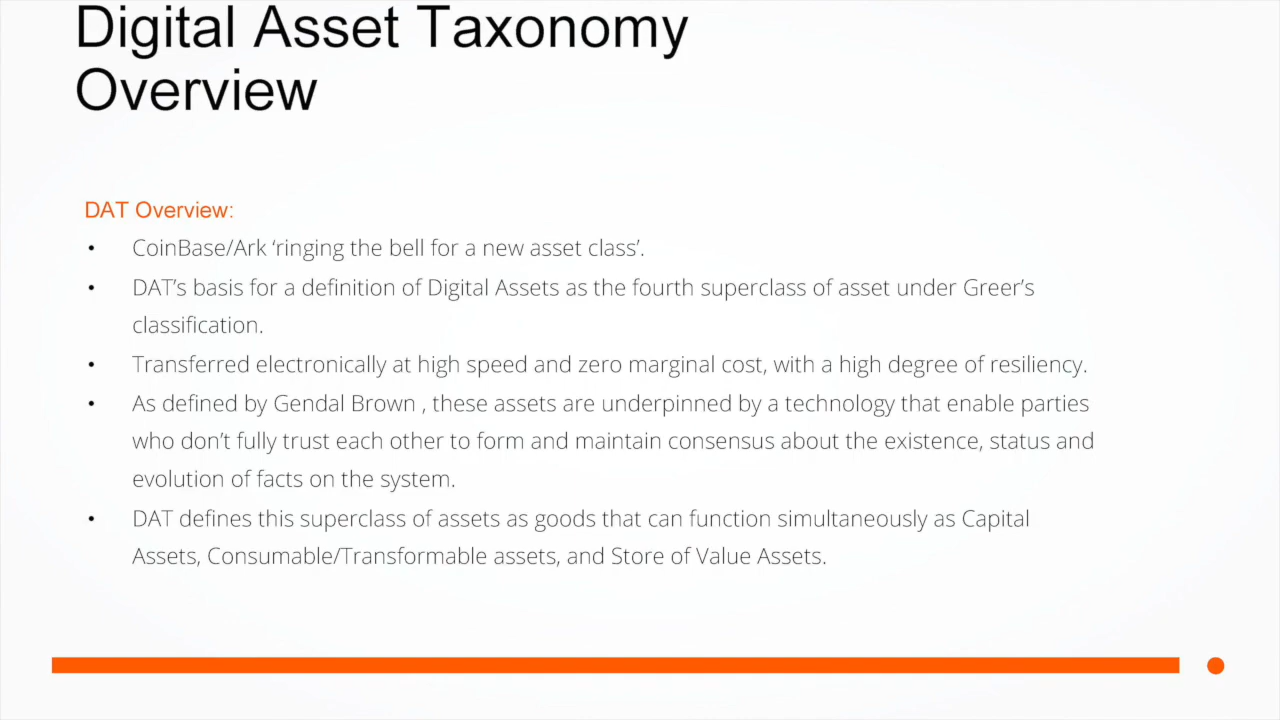 Digital Asset Taxonomy
Overview
DAT Overview:
• CoinBase/Ark ‘ringing the bell for a new asset class’.
• DAT’s basis for a definition of Digital Assets as the fourth superclass of asset under Greer’s
classification.
• Transferred electronically at high speed and zero marginal cost, with a high degree of resiliency.
• As defined by Gendal Brown , these assets are underpinned by a technology that enable parties
who don’t fully trust each other to form and maintain consensus about the existence, status and
evolution of facts on the system.
• DAT defines this superclass of assets as goods that can function simultaneously as Capital
Assets, Consumable/Transformable assets, and Store of Value Assets.